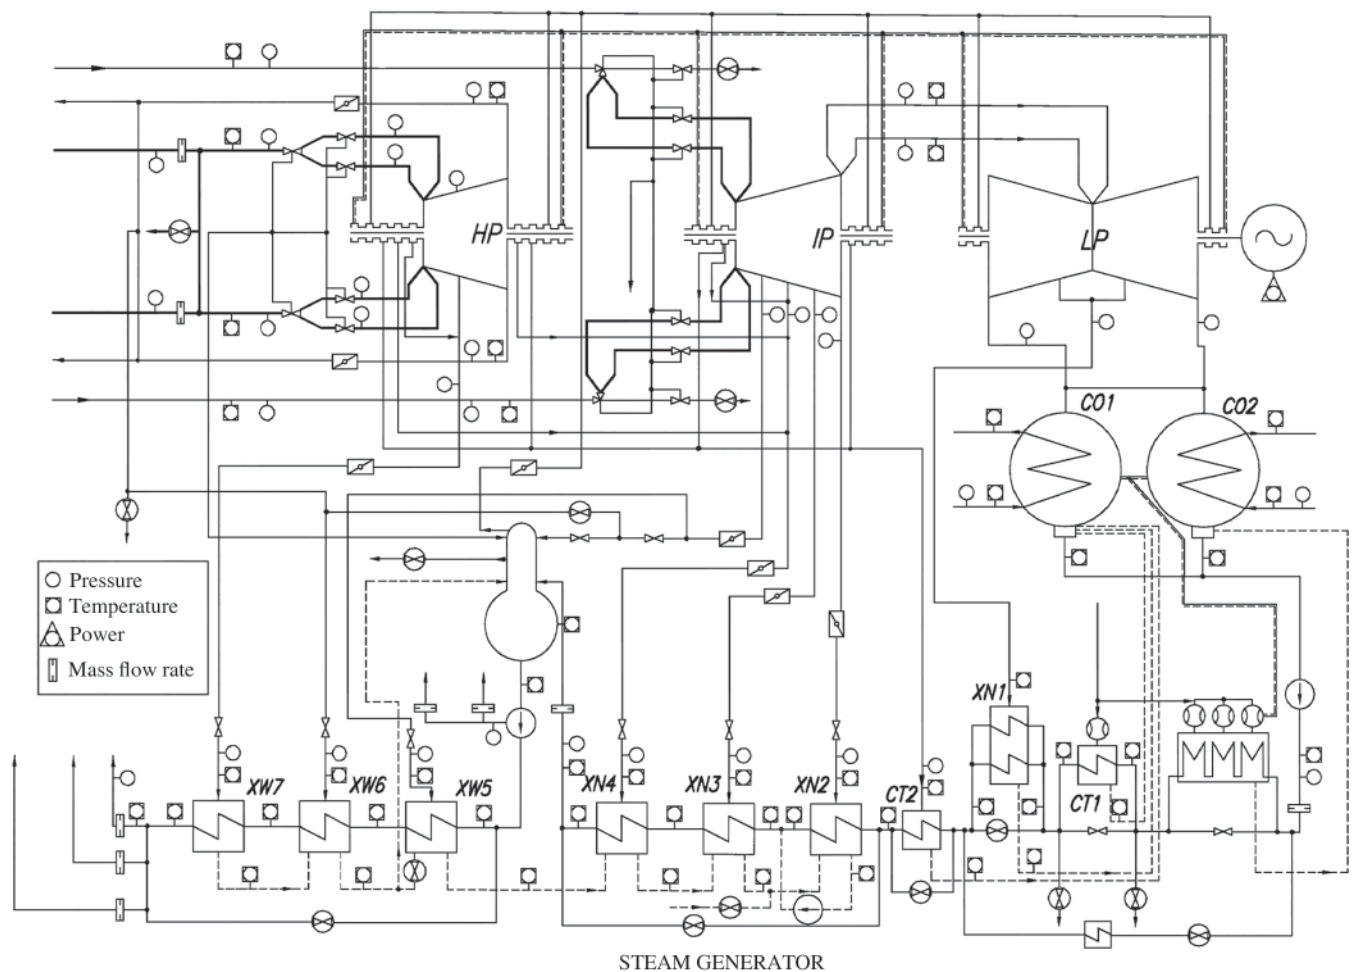 HP
IP
LP
CO1
CO2
Pressure
Temperature
Power
Mass flow rate
XN1
XW7
XW6
XW5
XN4
XN3
XN2
CT2
CT1
STEAM GENERATOR